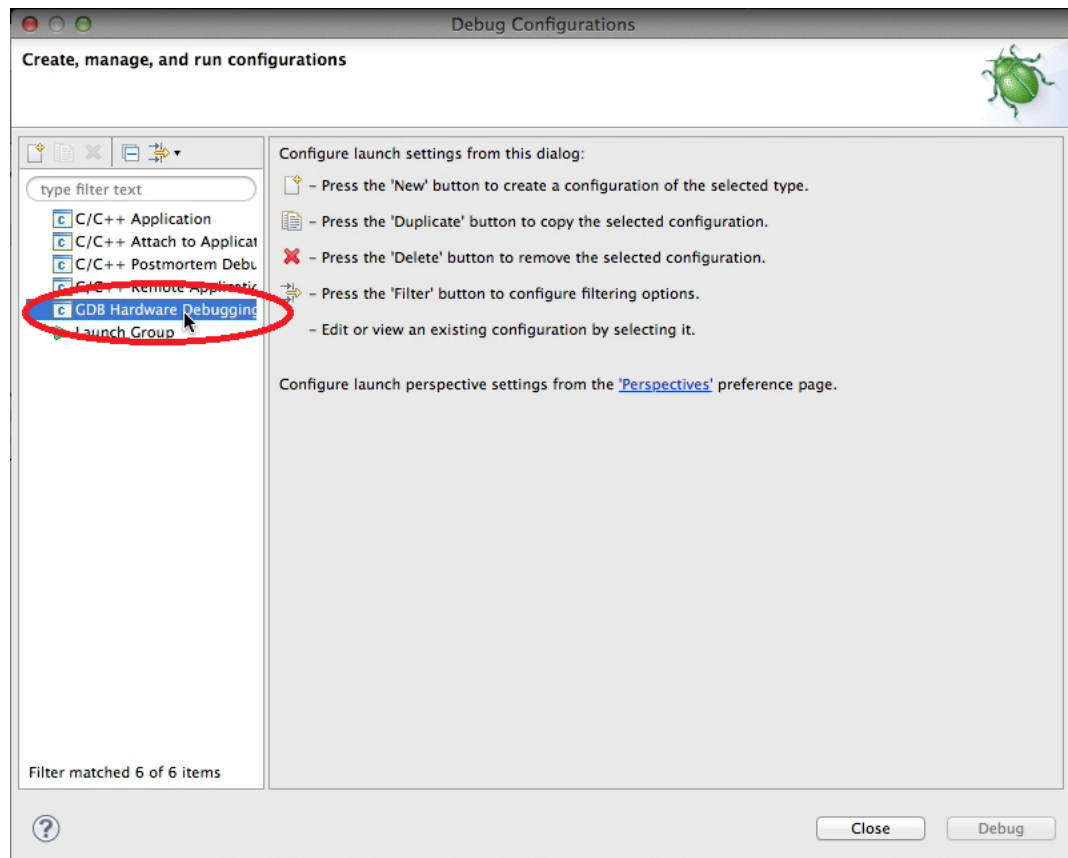 Debug Configurations
Create, manage, and run configurations
type filter text
C/C++ Application
C/C++ Attach to Applicat
C/C++ Postmortem Debu
C/C++ Remote Applicatic
GDB Hardware Debugging
Launch Group
Filter matched 6 of 6 items
Configure launch settings from this dialog:
– Press the 'New' button to create a configuration of the selected type.
– Press the 'Duplicate' button to copy the selected configuration.
– Press the 'Delete' button to remove the selected configuration.
– Press the 'Filter' button to configure filtering options.
– Edit or view an existing configuration by selecting it.
Configure launch perspective settings from the 'Perspectives' preference page.
?
Close
Debug